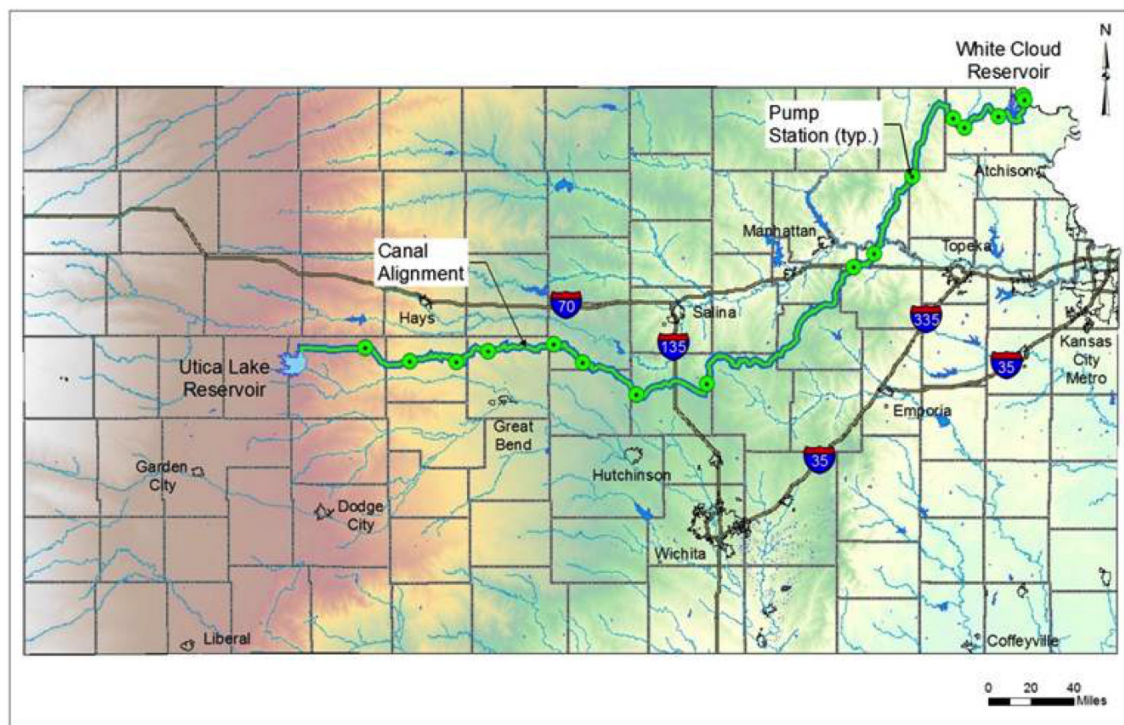 N
White Cloud
Reservoir
Pump
Station (typ.)
Atchison
Manhattan
Topeka
Canal
Alignment
70
Hays
Salina
335
135
Kansas
City
Metro
35
Utica Lake
Reservoir
Emporia
Great
Bend
35
Garden
City
Hutchinson
Dodge
City
Wichita
Liberal
Coffeyville
0 20 40
Miles